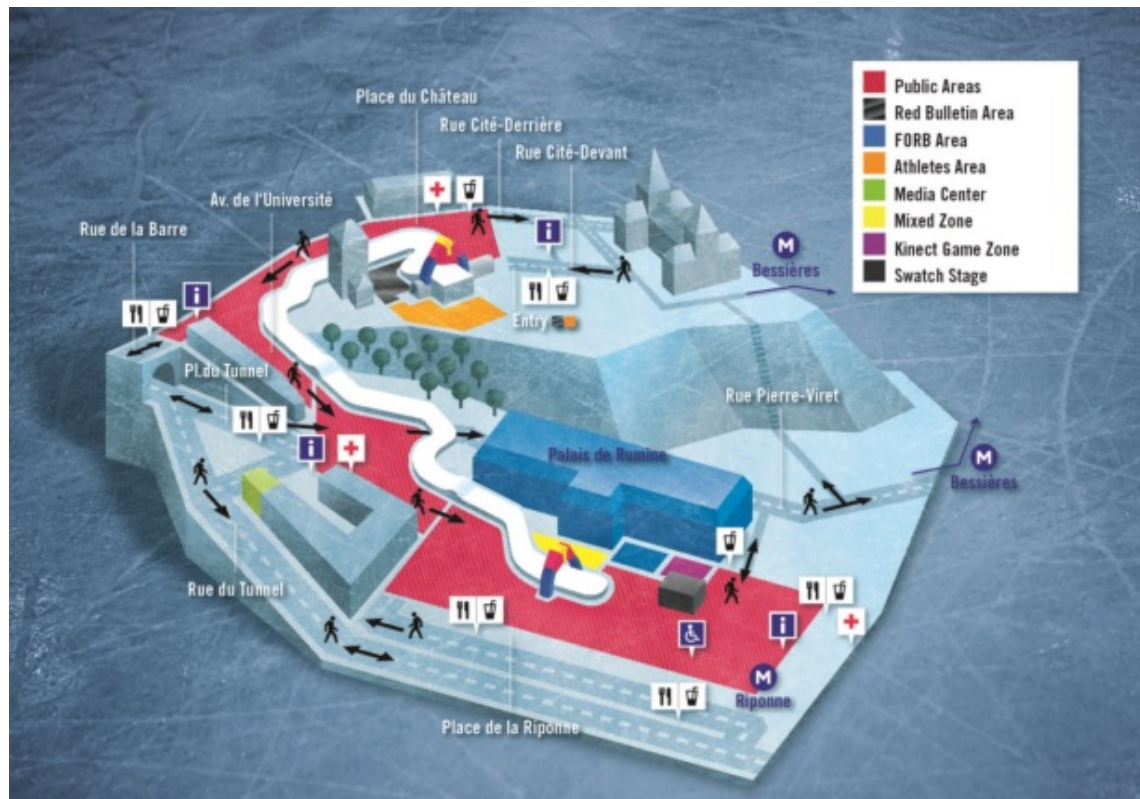 Place du Château
Rue Cité-Derrière
Rue Cité-Devant
Av. de l'Université
Rue de la Barre
M
Bessières
Entry
Pl.du Tunnel
Rue Pierre-Viret
Palais de Rumine
M
Bessières
Rue du Tunnel
M
Riponne
Place de la Riponne
Public Areas
Red Bulletin Area
FORB Area
Athletes Area
Media Center
Mixed Zone
Kinect Game Zone
Swatch Stage
i
i
i
i